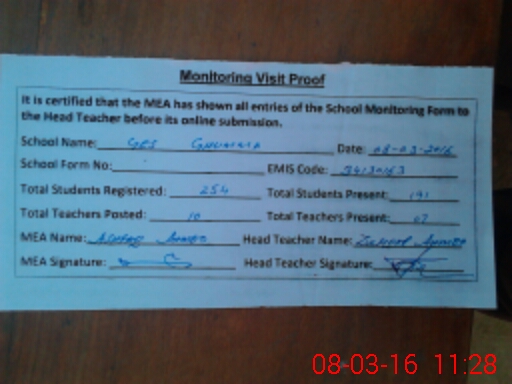 Monitoring Visit Proof
It is certified that the MEA has shown all entries of the School Monitoring Form to
the Head Teacher before its online submission.
School Name: GES Date: 08-03-2016
School Form No: EMIS Code:
Total Students Registered: 254 Total Students Present: 191
Total Teachers Posted: 10 Total Teachers Present: 07
MEA Name: Ahmed Head Teacher Name: Ahmed
MEA Signature: Head Teacher Signature:
08-03-16 11:28